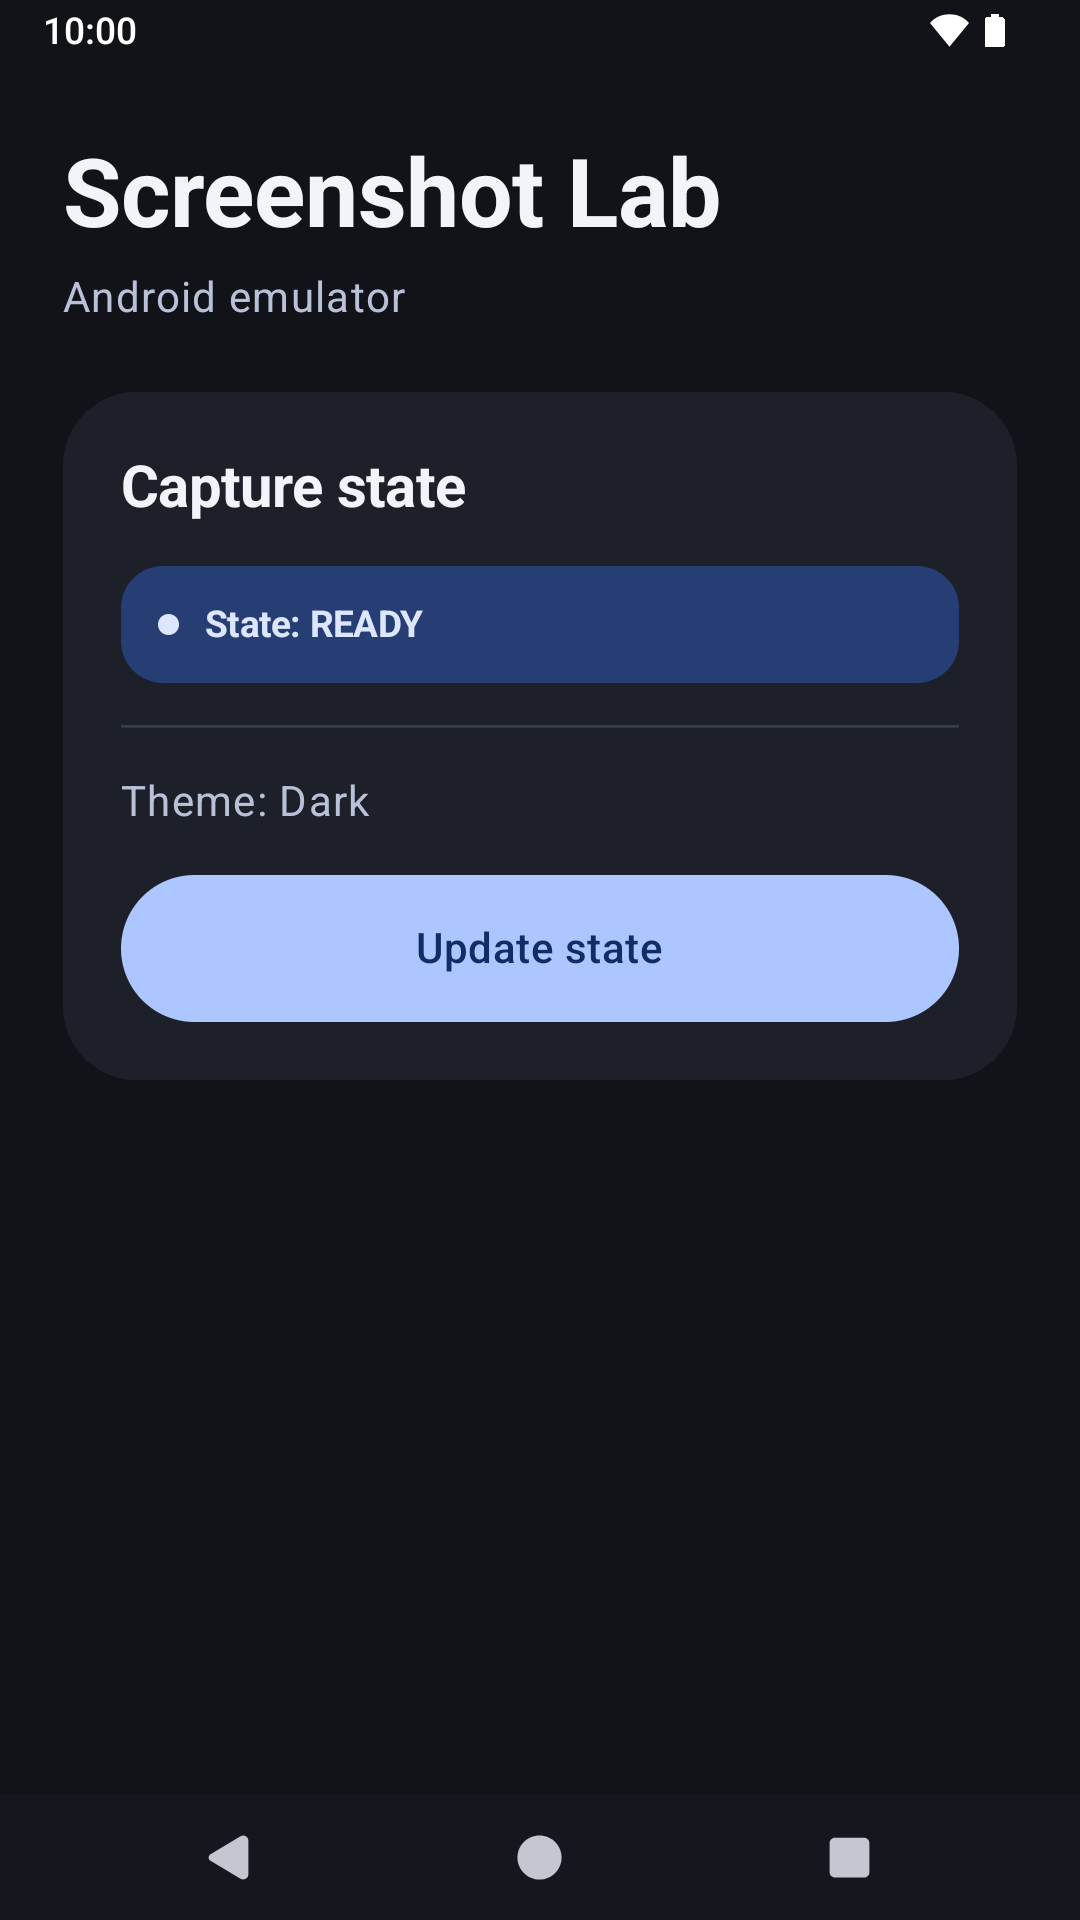 10:00
Screenshot Lab
Android emulator
Capture state
State: READY
Theme: Dark
Update state